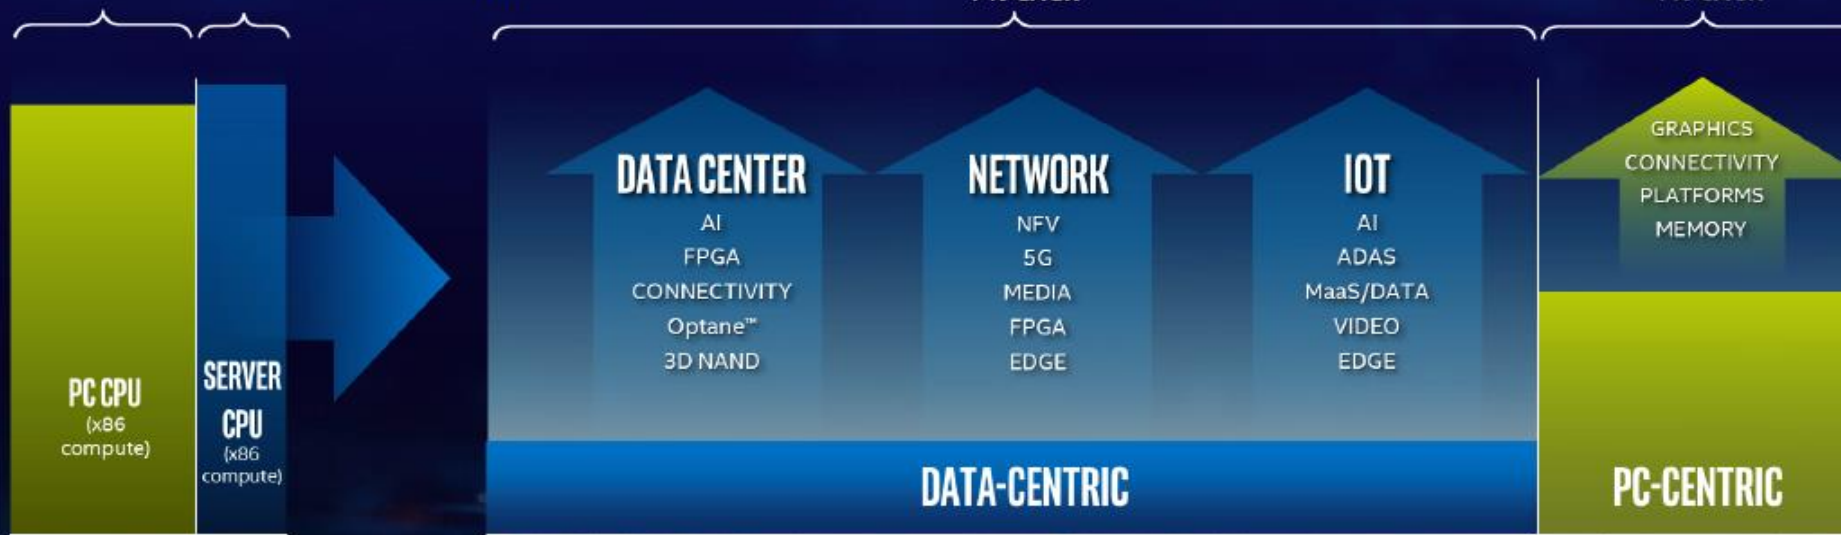 PC CPU
(x86
compute)
SERVER
CPU
(x86
compute)
DATA CENTER
AI
FPGA
CONNECTIVITY
Optane™
3D NAND
NETWORK
NFV
5G
MEDIA
FPGA
EDGE
IOT
AI
ADAS
MaaS/DATA
VIDEO
EDGE
DATA-CENTRIC
GRAPHICS
CONNECTIVITY
PLATFORMS
MEMORY
PC-CENTRIC